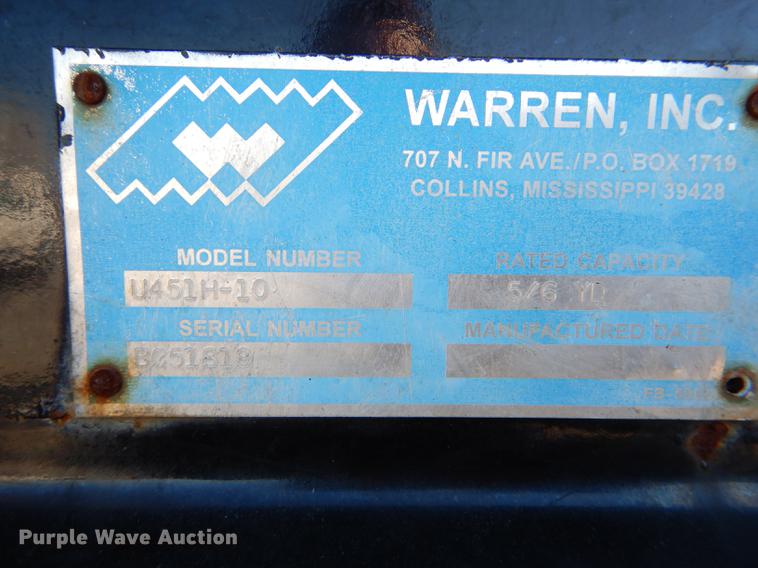 W
WARREN, INC.
707 N. FIR AVE./P.O. BOX 1719
COLLINS, MISSISSIPPI 39428
MODEL NUMBER
RATED CAPACITY
U451H-10
5/6 YD
SERIAL NUMBER
MANUFACTURED DATE
Purple Wave Auction